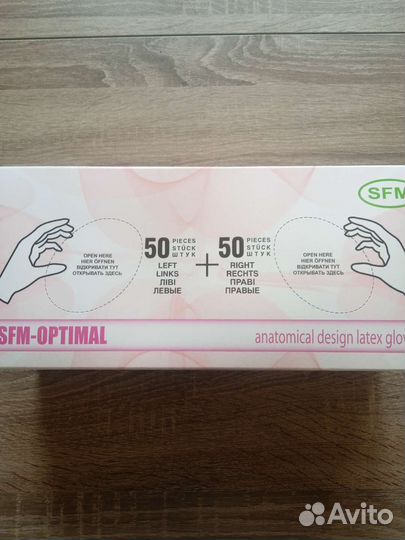 SFM
50 PIECES
STÜCK
ШТУК
LEFT
LINKS
ЛІВІ
ЛЕВЫЕ
+
50 PIECES
STÜCK
ШТУК
RIGHT
RECHTS
ПРАВІ
ПРАВЫЕ
OPEN HERE
HIER ÖFFNEN
ВІДКРИВАТИ ТУТ
ОТКРЫВАТЬ ЗДЕСЬ
OPEN HERE
HIER ÖFFNEN
ВІДКРИВАТИ ТУТ
ОТКРЫВАТЬ ЗДЕСЬ
SFM-OPTIMAL
anatomical design latex glov
Avito